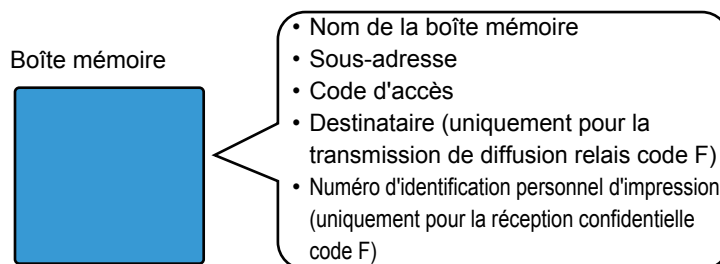 Boîte mémoire
• Nom de la boîte mémoire
• Sous-adresse
• Code d'accès
• Destinataire (uniquement pour la
transmission de diffusion relais code F)
• Numéro d'identification personnel d'impression
(uniquement pour la réception confidentielle
code F)